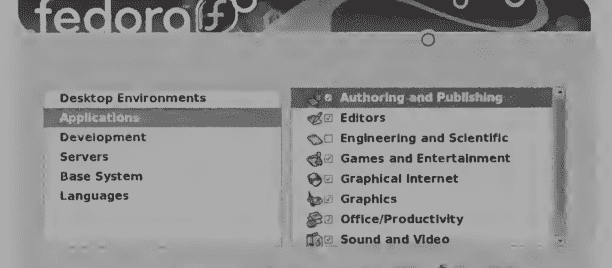 fedora
Desktop Environments
Applications
Development
Servers
Base System
Languages
Authoring and Publishing
Editors
Engineering and Scientific
Games and Entertainment
Graphical Internet
Graphics
Office/Productivity
Sound and Video